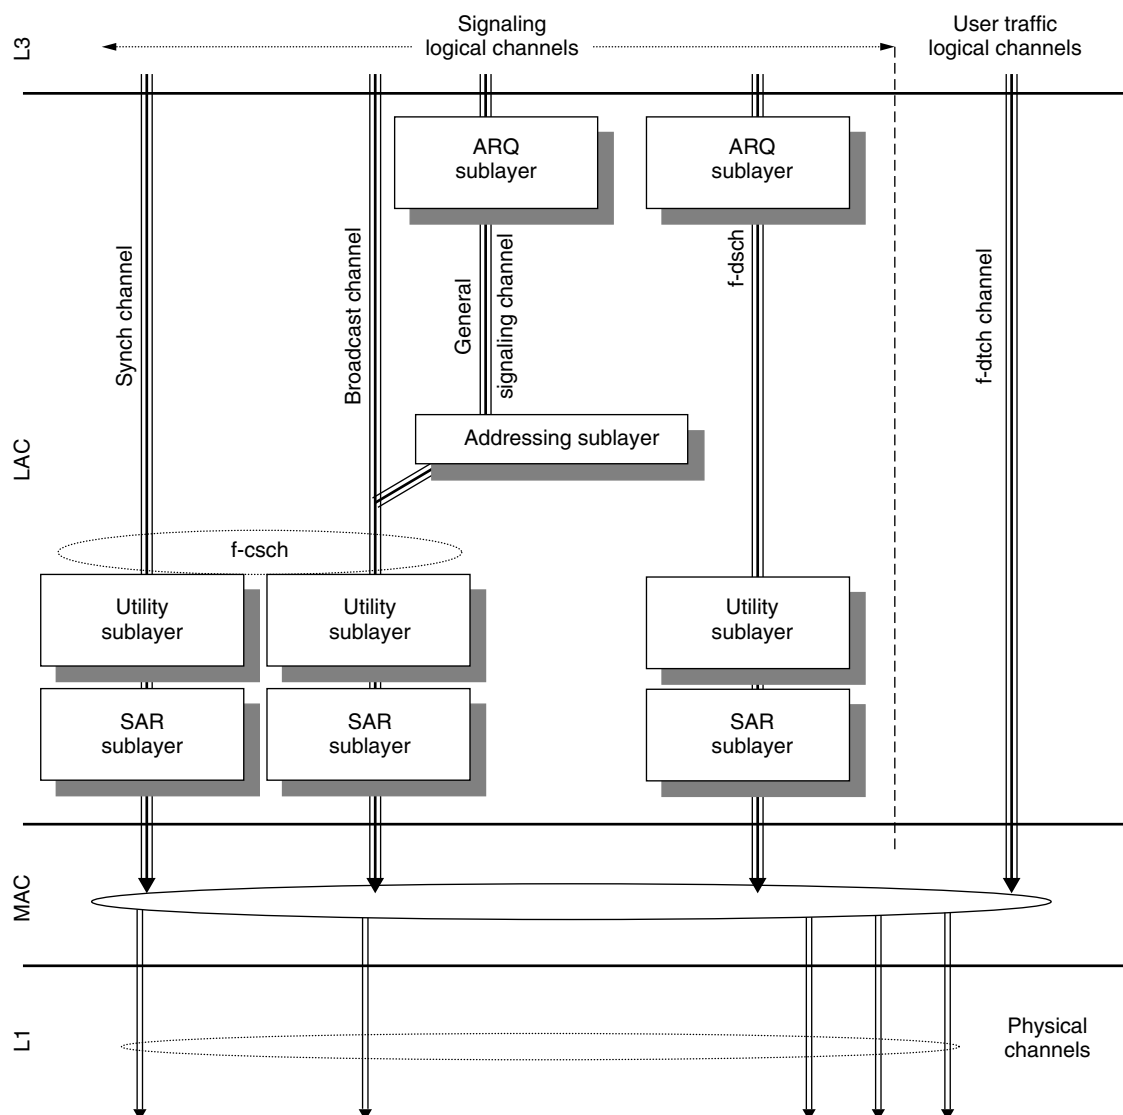 Signaling
logical channels
User traffic
logical channels
L3
ARQ
sublayer
ARQ
sublayer
Synch channel
Broadcast channel
General
signaling channel
f-dsch
f-dtch channel
Addressing sublayer
LAC
f-csch
Utility
sublayer
Utility
sublayer
Utility
sublayer
SAR
sublayer
SAR
sublayer
SAR
sublayer
MAC
L1
Physical
channels